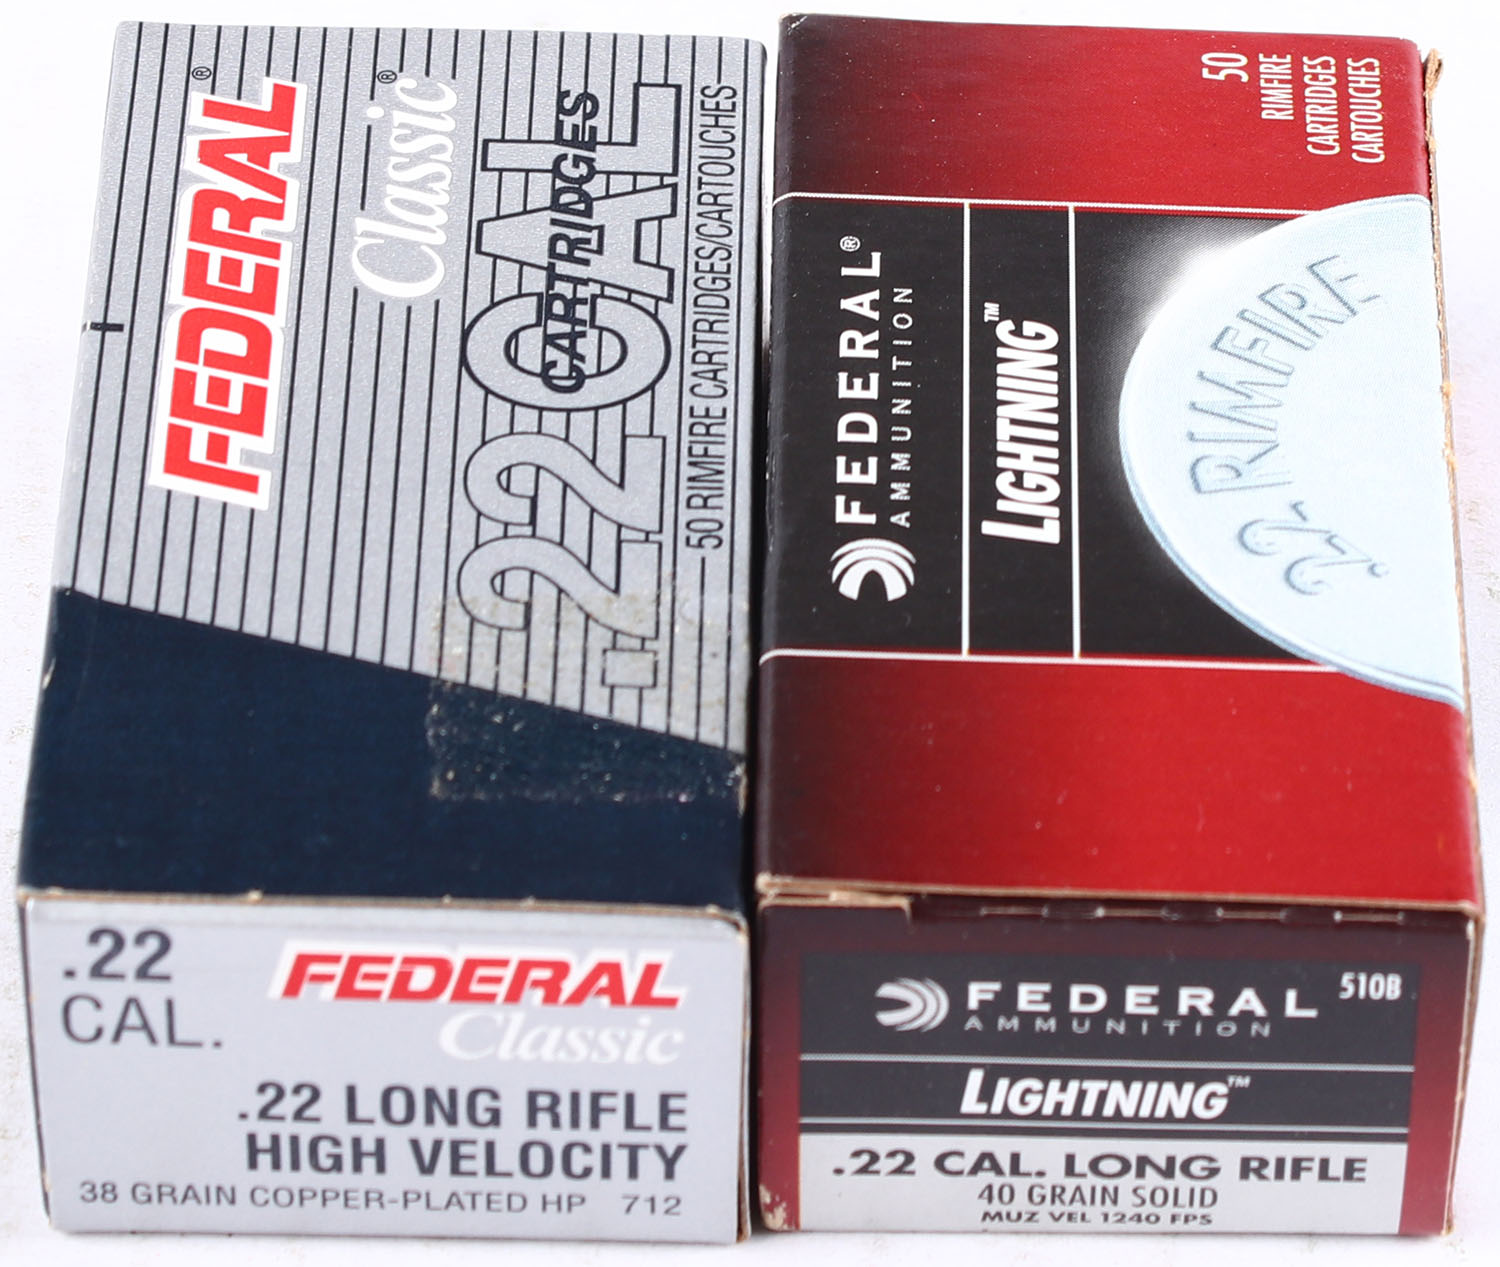 FEDERAL®
Classic®
.22 CAL
CARTRIDGES
50 RIMFIRE CARTRIDGES/CARTOUCHES
.22
CAL.
FEDERAL
Classic
.22 LONG RIFLE
HIGH VELOCITY
38 GRAIN COPPER-PLATED HP 712
50
RIMFIRE
CARTRIDGES
CARTOUCHES
FEDERAL®
AMMUNITION
LIGHTNING™
.22 RIMFIRE
FEDERAL
AMMUNITION
510B
LIGHTNING™
.22 CAL. LONG RIFLE
40 GRAIN SOLID
MUZ VEL 1240 FPS